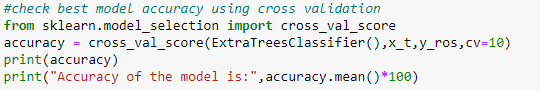 #check best model accuracy using cross validation
from sklearn.model_selection import cross_val_score
accuracy = cross_val_score(ExtraTreesClassifier(),x_t,y_ros,cv=10)
print(accuracy)
print("Accuracy of the model is:",accuracy.mean()*100)